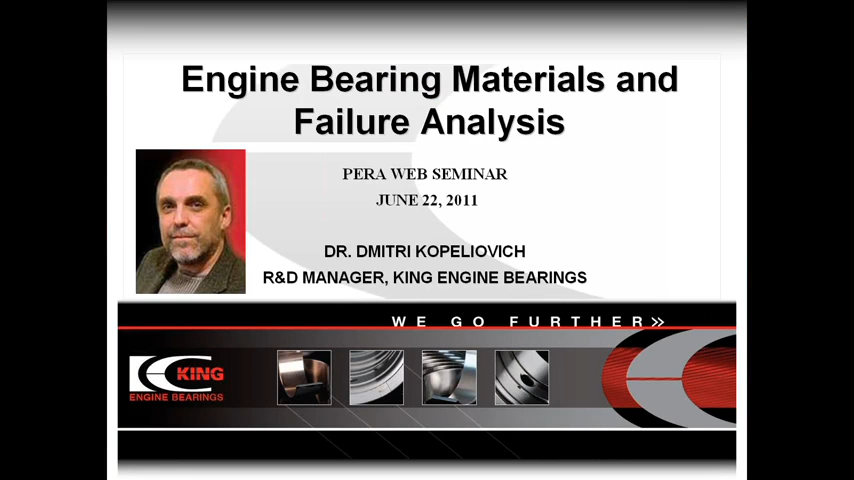 Engine Bearing Materials and
Failure Analysis
PERA WEB SEMINAR
JUNE 22, 2011
DR. DMITRI KOPELIOVICH
R&D MANAGER, KING ENGINE BEARINGS
WE GO FURTHER»
KING
ENGINE BEARINGS